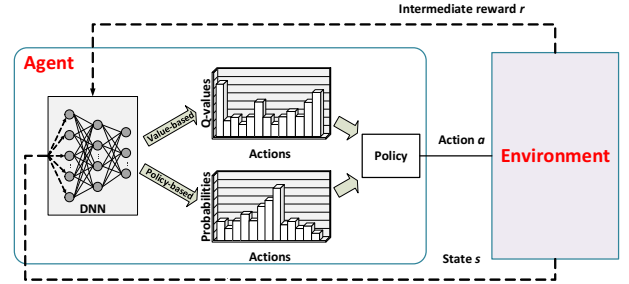 Intermediate reward r
Agent
Q-values
Value-based
Actions
Policy-based
Probabilities
DNN
Actions
Policy
Action a
Environment
State s